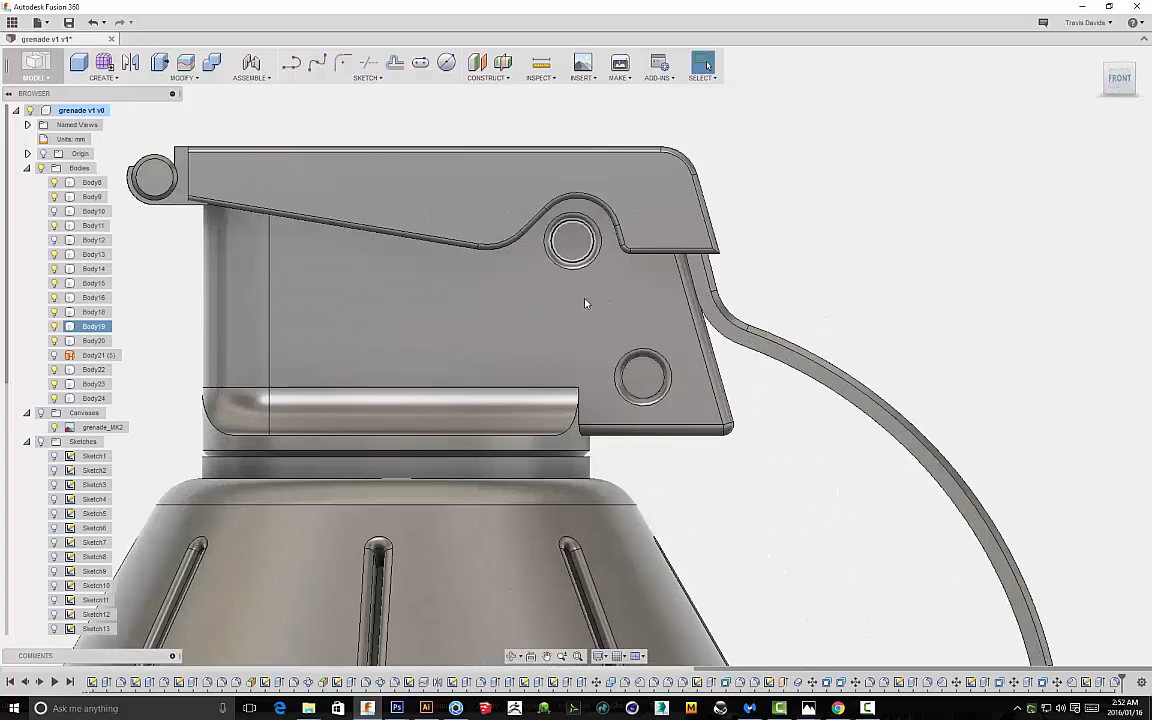 Autodesk Fusion 360
Travis Davids
grenade v1 v1*
MODEL
CREATE
MODIFY
ASSEMBLE
SKETCH
CONSTRUCT
INSPECT
INSERT
MAKE
ADD-INS
SELECT
FRONT
BROWSER
grenade v1 v0
Named Views
Units: mm
Origin
Bodies
Body8
Body9
Body10
Body11
Body12
Body13
Body14
Body15
Body16
Body18
Body19
Body20
Body21 (5)
Body22
Body23
Body24
Canvases
grenade_MK2
Sketches
Sketch1
Sketch2
Sketch3
Sketch4
Sketch5
Sketch6
Sketch7
Sketch8
Sketch9
Sketch10
Sketch11
Sketch12
Sketch13
COMMENTS
Ask me anything
2:52 AM
2016/01/16